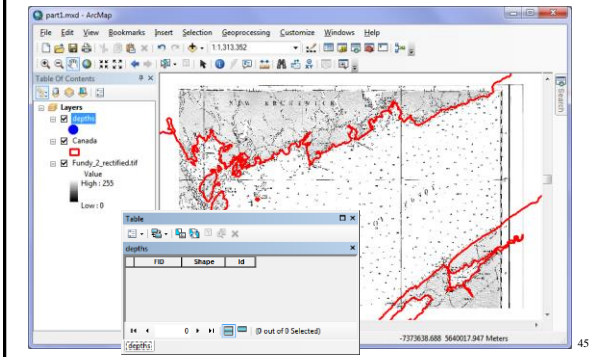 part1.mxd - ArcMap
File Edit View Bookmarks Insert Selection Geoprocessing Customize Windows Help
1:1,313,352
Table Of Contents
Layers
depths
Canada
Fundy_2_rectified.tif
Value
High : 255
Low : 0
Search
Table
depths
FID Shape Id
0 (0 out of 0 Selected)
depths
-7373638.688 5640017.947 Meters
45